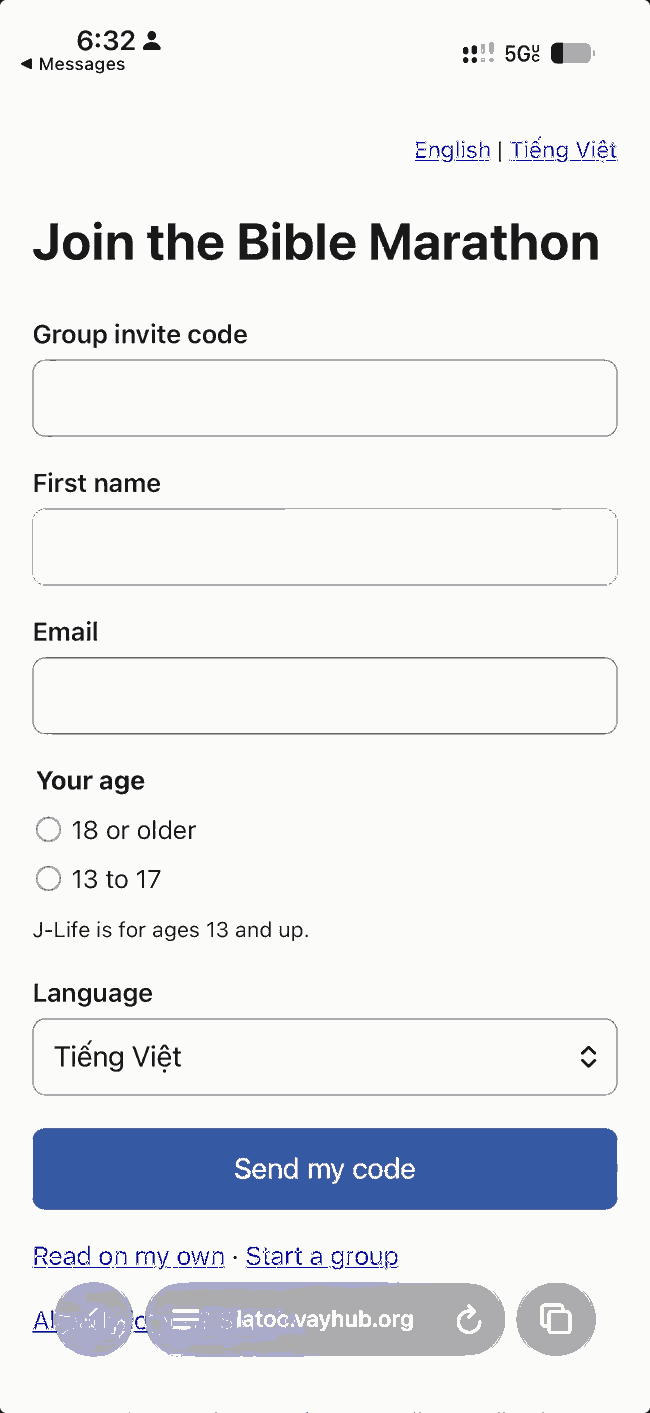 6:32
5G
◀ Messages
English | Tiếng Việt
Join the Bible Marathon
Group invite code
First name
Email
Your age
18 or older
13 to 17
J-Life is for ages 13 and up.
Language
Tiếng Việt
Send my code
Read on my own · Start a group
latoc.vayhub.org